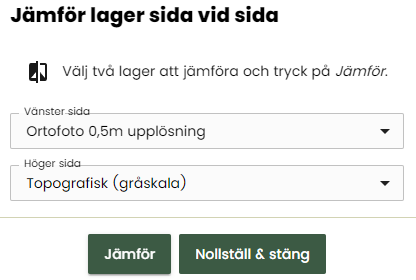 Jämför lager sida vid sida
Välj två lager att jämföra och tryck på Jämför.
Vänster sida
Ortofoto 0,5m upplösning
Höger sida
Topografisk (gråskala)
Jämför
Nollställ & stäng